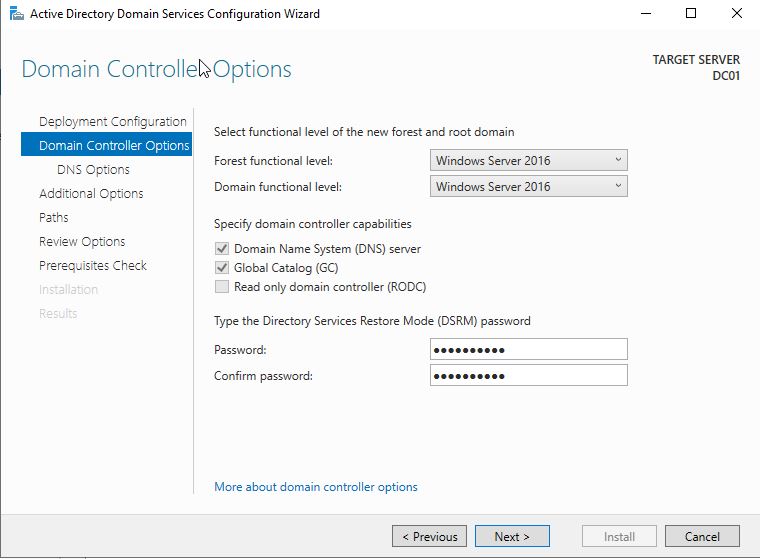 Active Directory Domain Services Configuration Wizard
Domain Controller Options
TARGET SERVER
DC01
Deployment Configuration
Domain Controller Options
DNS Options
Additional Options
Paths
Review Options
Prerequisites Check
Installation
Results
Select functional level of the new forest and root domain
Forest functional level: Windows Server 2016
Domain functional level: Windows Server 2016
Specify domain controller capabilities
Domain Name System (DNS) server
Global Catalog (GC)
Read only domain controller (RODC)
Type the Directory Services Restore Mode (DSRM) password
Password: ●●●●●●●●●●
Confirm password: ●●●●●●●●●●
More about domain controller options
< Previous Next > Install Cancel